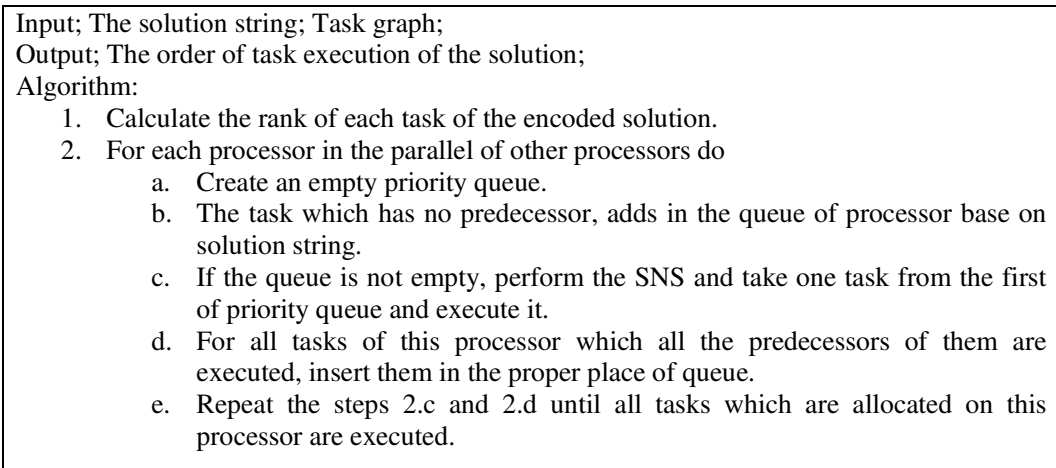 Input; The solution string; Task graph;
Output; The order of task execution of the solution;
Algorithm:
1. Calculate the rank of each task of the encoded solution.
2. For each processor in the parallel of other processors do
a. Create an empty priority queue.
b. The task which has no predecessor, adds in the queue of processor base on
solution string.
c. If the queue is not empty, perform the SNS and take one task from the first
of priority queue and execute it.
d. For all tasks of this processor which all the predecessors of them are
executed, insert them in the proper place of queue.
e. Repeat the steps 2.c and 2.d until all tasks which are allocated on this
processor are executed.